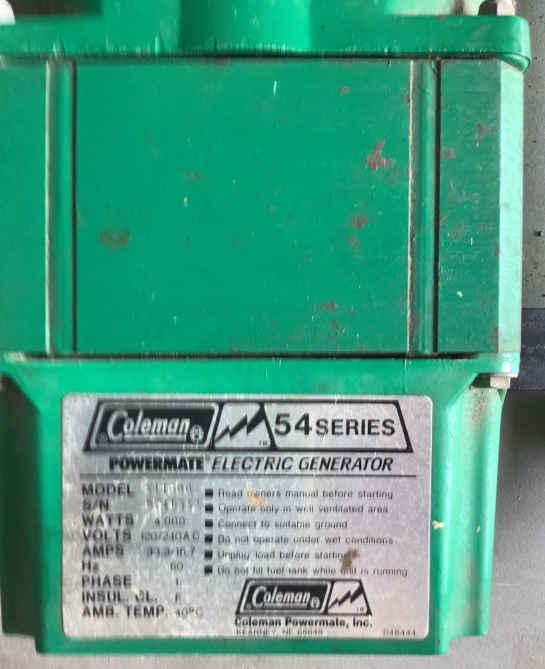 Coleman® 54 SERIES
POWERMATE® ELECTRIC GENERATOR
MODEL
S/N
WATTS 4,000
VOLTS 120/240AC
AMPS 33.3/16.7
Hz 60
PHASE 1
INSUL. CL. F
AMB. TEMP. 40°C
■ Read owners manual before starting
■ Operate only in well ventilated area
■ Connect to suitable ground
■ Do not operate under wet conditions
■ Unplug load before starting
■ Do not fill fuel tank while unit is running
Coleman® TM
Coleman Powermate, Inc.
KEARNEY, NE 68848
048444